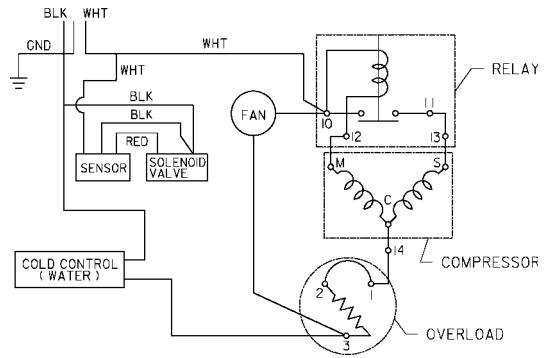 BLK WHT
GND
WHT
WHT
RELAY
BLK
BLK
FAN
10
11
12
13
RED
SENSOR
SOLENOID
VALVE
M
S
C
14
COLD CONTROL
( WATER )
COMPRESSOR
2
1
3
OVERLOAD